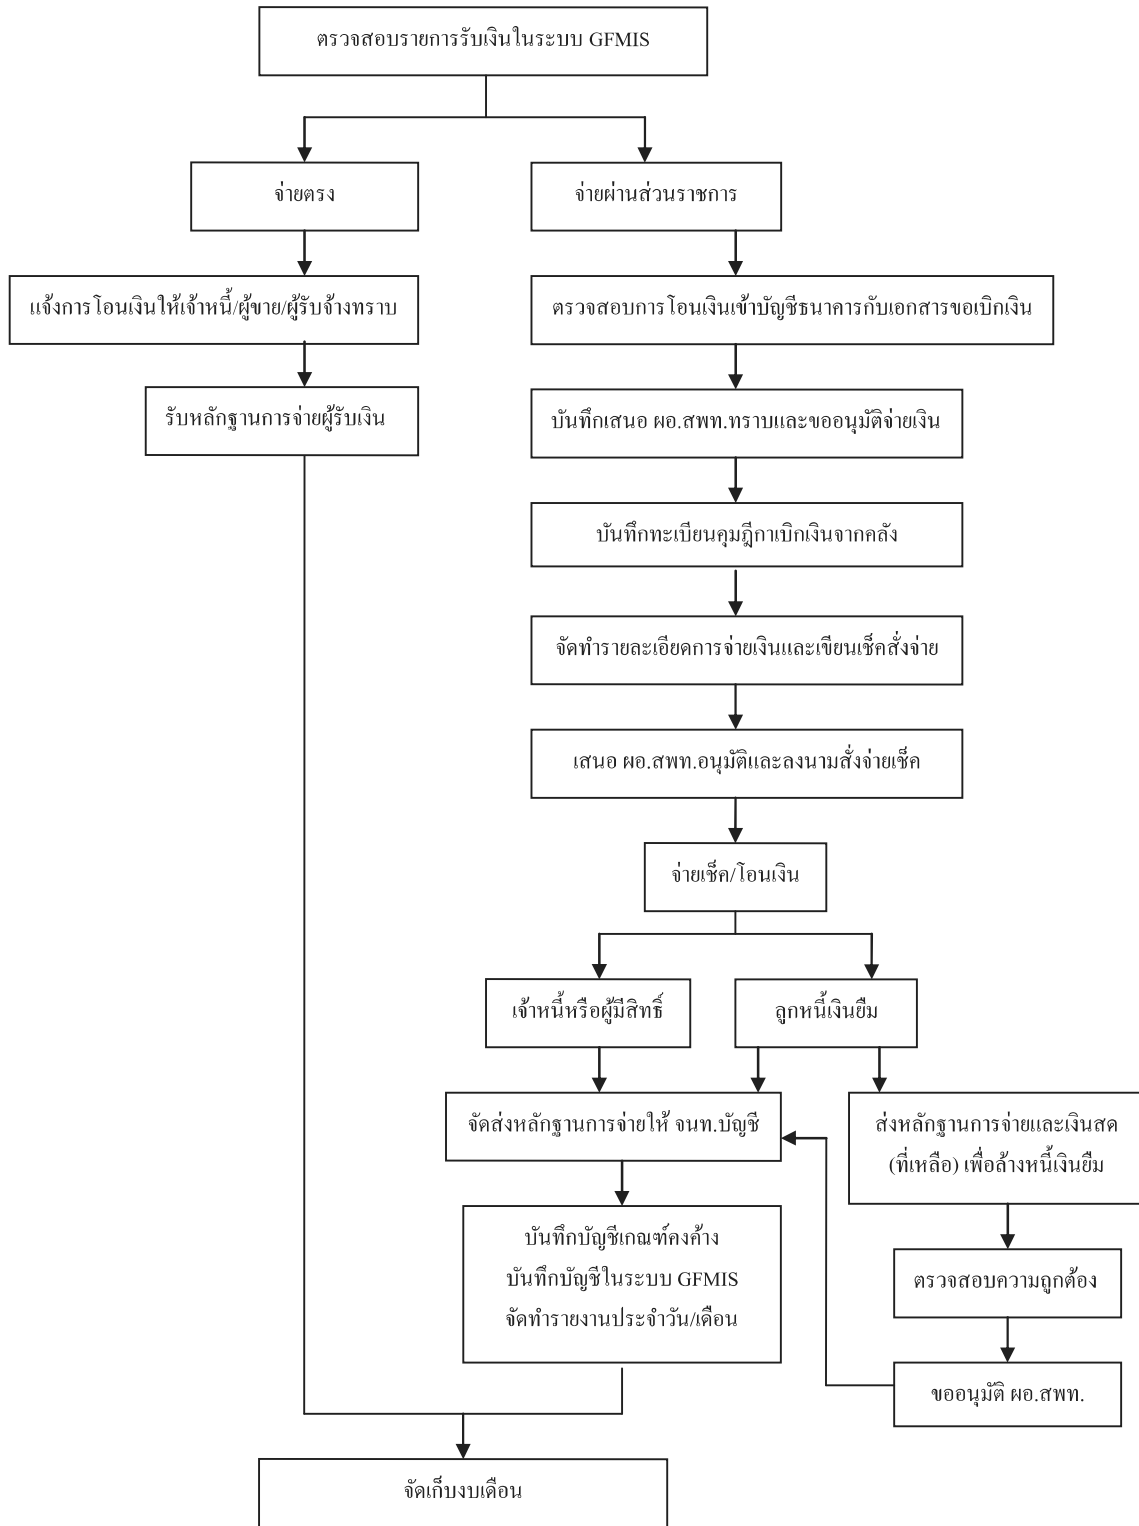 ตรวจสอบรายการรับเงินในระบบ GFMIS
จ่ายตรง
จ่ายผ่านส่วนราชการ
แจ้งการโอนเงินให้เจ้าหนี้/ผู้ขาย/ผู้รับจ้างทราบ
ตรวจสอบการโอนเงินเข้าบัญชีธนาคารกับเอกสารขอเบิกเงิน
รับหลักฐานการจ่ายผู้รับเงิน
บันทึกเสนอ ผอ.สพท.ทราบและขออนุมัติจ่ายเงิน
บันทึกทะเบียนคุมฎีกาเบิกเงินจากคลัง
จัดทำรายละเอียดการจ่ายเงินและเขียนเช็คสั่งจ่าย
เสนอ ผอ.สพท.อนุมัติและลงนามสั่งจ่ายเช็ค
จ่ายเช็ค/โอนเงิน
เจ้าหนี้หรือผู้มีสิทธิ์
ลูกหนี้เงินยืม
จัดส่งหลักฐานการจ่ายให้ จนท.บัญชี
ส่งหลักฐานการจ่ายและเงินสด
(ที่เหลือ) เพื่อล้างหนี้เงินยืม
บันทึกบัญชีเกณฑ์คงค้าง
บันทึกบัญชีในระบบ GFMIS
จัดทำรายงานประจำวัน/เดือน
ตรวจสอบความถูกต้อง
ขออนุมัติ ผอ.สพท.
จัดเก็บงบเดือน